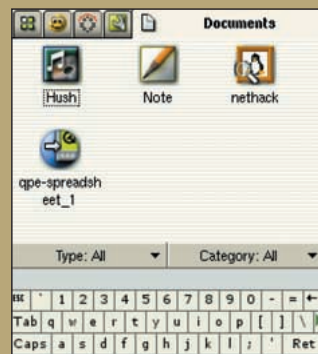 Documents
Hush
Note
nethack
qpe-spreadsh
eet_1
Type: All
Category: All
ESC ` 1 2 3 4 5 6 7 8 9 0 - = ←
Tab q w e r t y u i o p [ ] \
Caps a s d f g h j k l ; ' Ret